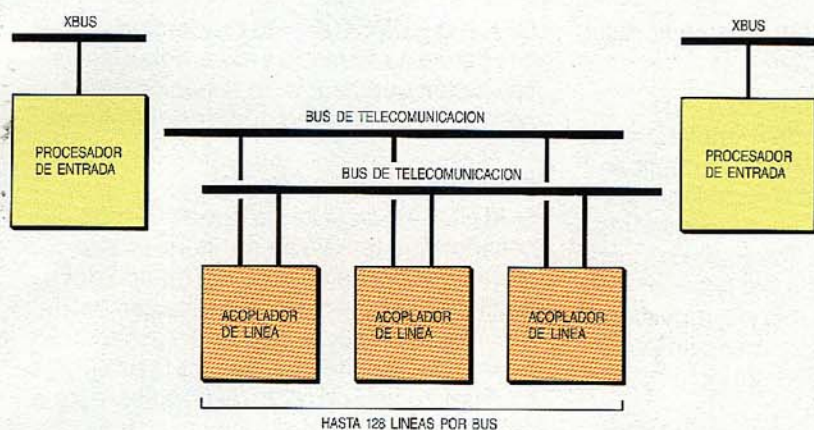 XBUS
XBUS
PROCESADOR
DE ENTRADA
BUS DE TELECOMUNICACION
BUS DE TELECOMUNICACION
PROCESADOR
DE ENTRADA
ACOPLADOR
DE LINEA
ACOPLADOR
DE LINEA
ACOPLADOR
DE LINEA
HASTA 128 LINEAS POR BUS